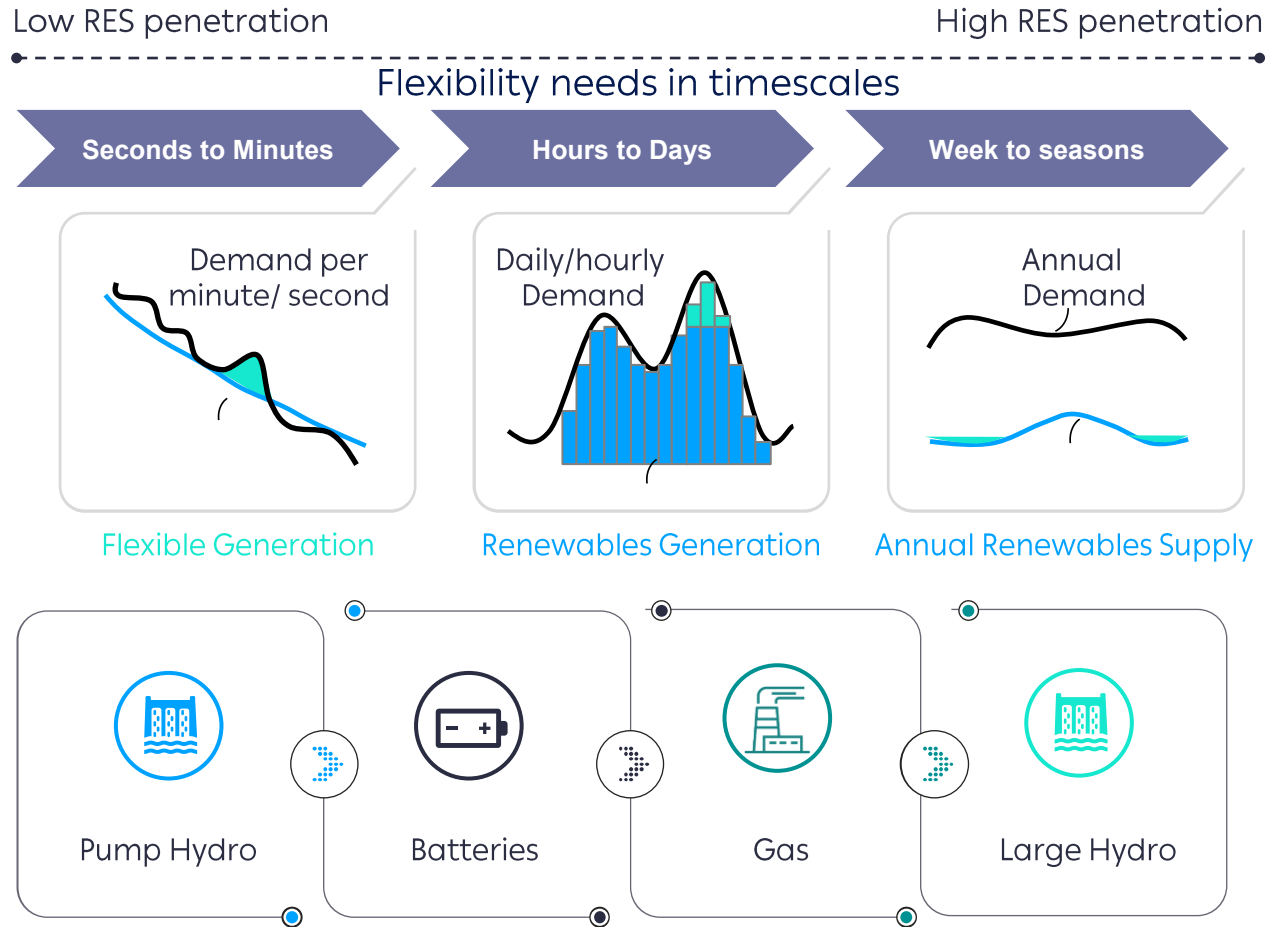 Low RES penetration
High RES penetration
Flexibility needs in timescales
Seconds to Minutes
Hours to Days
Week to seasons
Demand per
minute/ second
Daily/hourly
Demand
Annual
Demand
Flexible Generation
Renewables Generation
Annual Renewables Supply
Pump Hydro
Batteries
Gas
Large Hydro